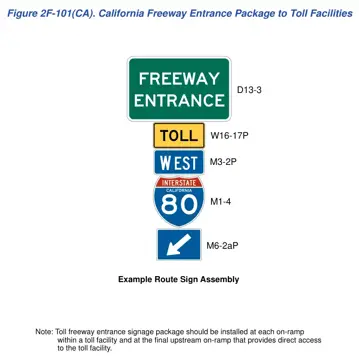 Figure 2F-101(CA). California Freeway Entrance Package to Toll Facilities
FREEWAY
ENTRANCE
D13-3
TOLL
W16-17P
WEST
M3-2P
INTERSTATE
CALIFORNIA
80
M1-4
M6-2aP
Example Route Sign Assembly
Note: Toll freeway entrance signage package should be installed at each on-ramp
within a toll facility and at the final upstream on-ramp that provides direct access
to the toll facility.